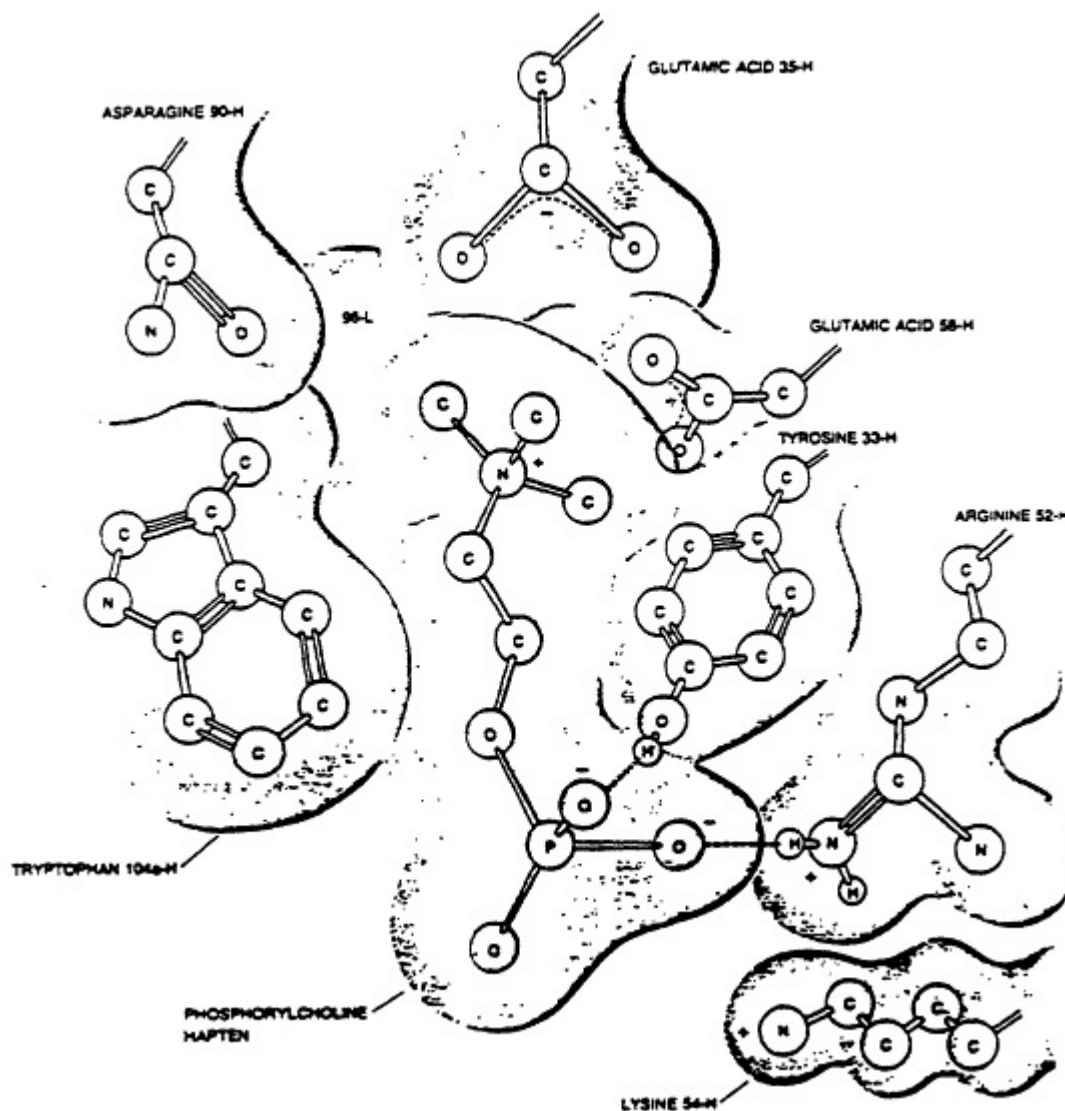 GLUTAMIC ACID 35-H
ASPARAGINE 90-H
C
C
C
C
O
O
96-L
N
O
GLUTAMIC ACID 58-H
O
C
C
O
TYROSINE 33-H
C
C
N
+
C
C
C
C
C
N
C
C
C
C
C
C
C
C
C
C
C
C
C
C
O
H
ARGININE 52-H
C
C
N
C
N
H
N
+
H
C
C
O
O
P
O
O
TRYPTOPHAN 104a-H
PHOSPHORYLCHOLINE
HAPTEN
+
N
C
C
C
C
LYSINE 54-H